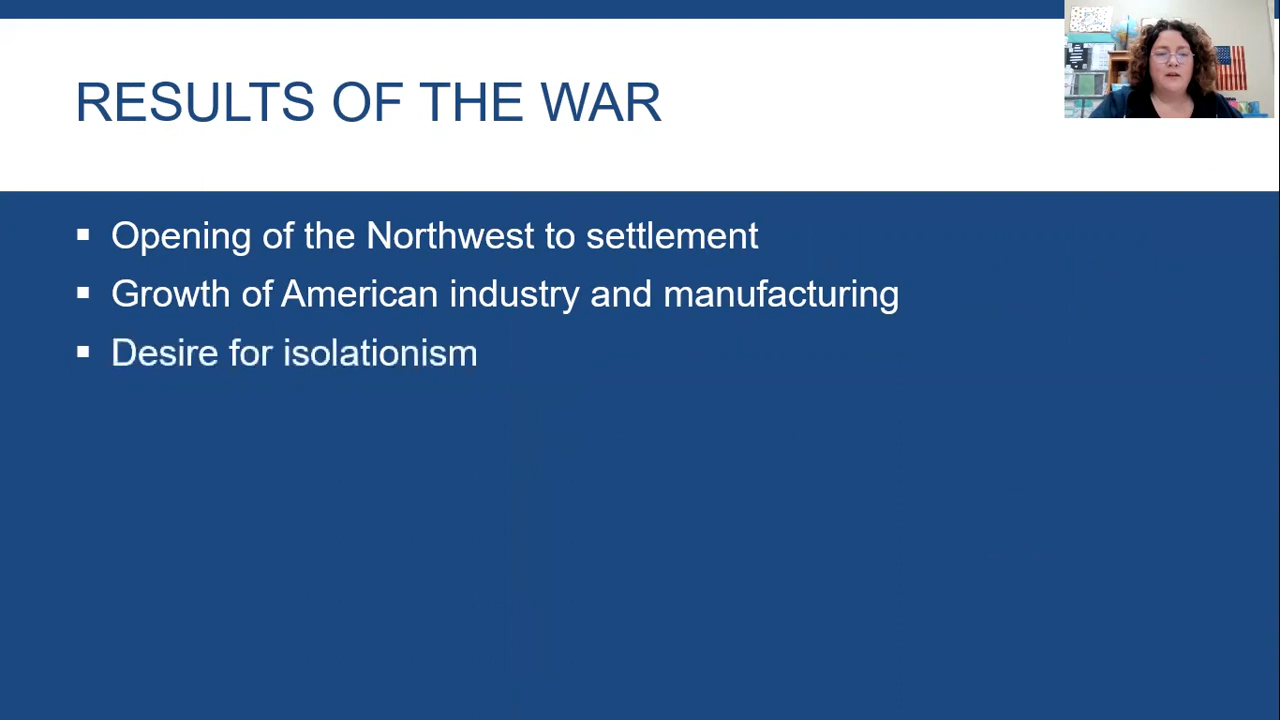 RESULTS OF THE WAR
▪ Opening of the Northwest to settlement
▪ Growth of American industry and manufacturing
▪ Desire for isolationism